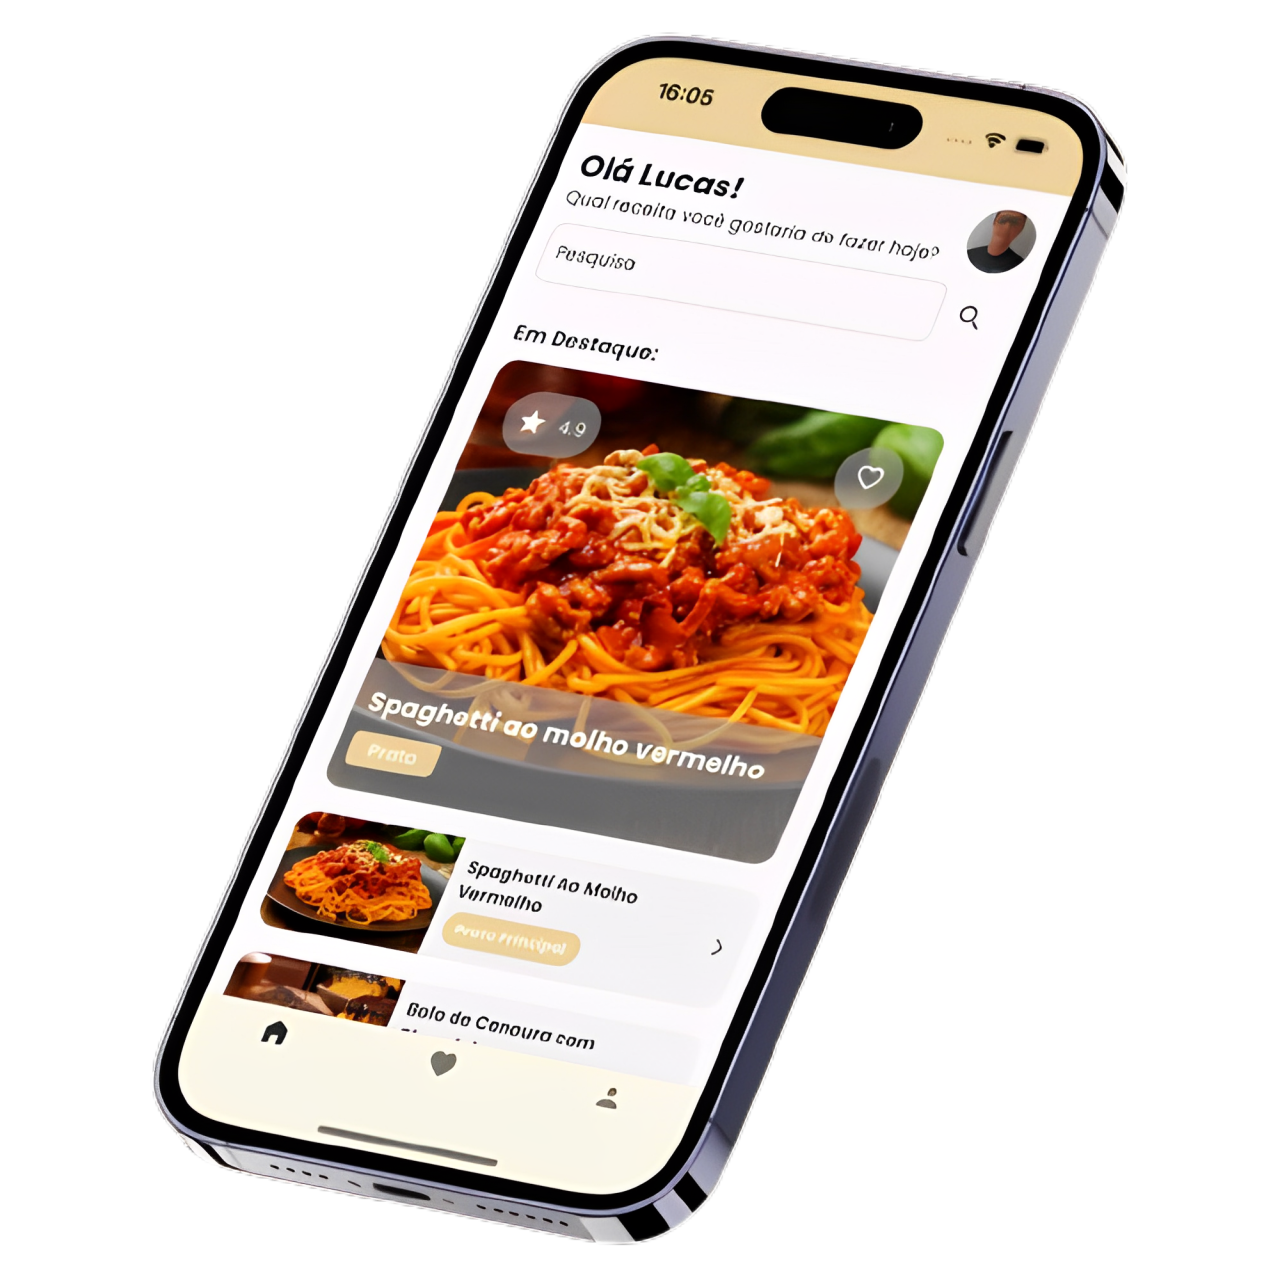 16:05
Olá Lucas!
Qual receita você gostaria de fazer hoje?
Pesquisa
Em Destaque:
4.9
Spaghetti ao molho vermelho
Prato
Spaghetti Ao Molho
Vermelho
Prato Principal
Bolo de Cenoura com